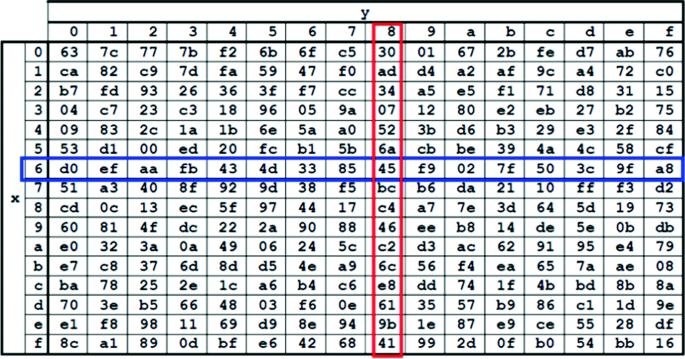 y
0 1 2 3 4 5 6 7 8 9 a b c d e f
0 63 7c 77 7b f2 6b 6f c5 30 01 67 2b fe d7 ab 76
1 ca 82 c9 7d fa 59 47 f0 ad d4 a2 af 9c a4 72 c0
2 b7 fd 93 26 36 3f f7 cc 34 a5 e5 f1 71 d8 31 15
3 04 c7 23 c3 18 96 05 9a 07 12 80 e2 eb 27 b2 75
4 09 83 2c 1a 1b 6e 5a a0 52 3b d6 b3 29 e3 2f 84
5 53 d1 00 ed 20 fc b1 5b 6a cb be 39 4a 4c 58 cf
6 d0 ef aa fb 43 4d 33 85 45 f9 02 7f 50 3c 9f a8
x 7 51 a3 40 8f 92 9d 38 f5 bc b6 da 21 10 ff f3 d2
8 cd 0c 13 ec 5f 97 44 17 c4 a7 7e 3d 64 5d 19 73
9 60 81 4f dc 22 2a 90 88 46 ee b8 14 de 5e 0b db
a e0 32 3a 0a 49 06 24 5c c2 d3 ac 62 91 95 e4 79
b e7 c8 37 6d 8d d5 4e a9 6c 56 f4 ea 65 7a ae 08
c ba 78 25 2e 1c a6 b4 c6 e8 dd 74 1f 4b bd 8b 8a
d 70 3e b5 66 48 03 f6 0e 61 35 57 b9 86 c1 1d 9e
e e1 f8 98 11 69 d9 8e 94 9b 1e 87 e9 ce 55 28 df
f 8c a1 89 0d bf e6 42 68 41 99 2d 0f b0 54 bb 16